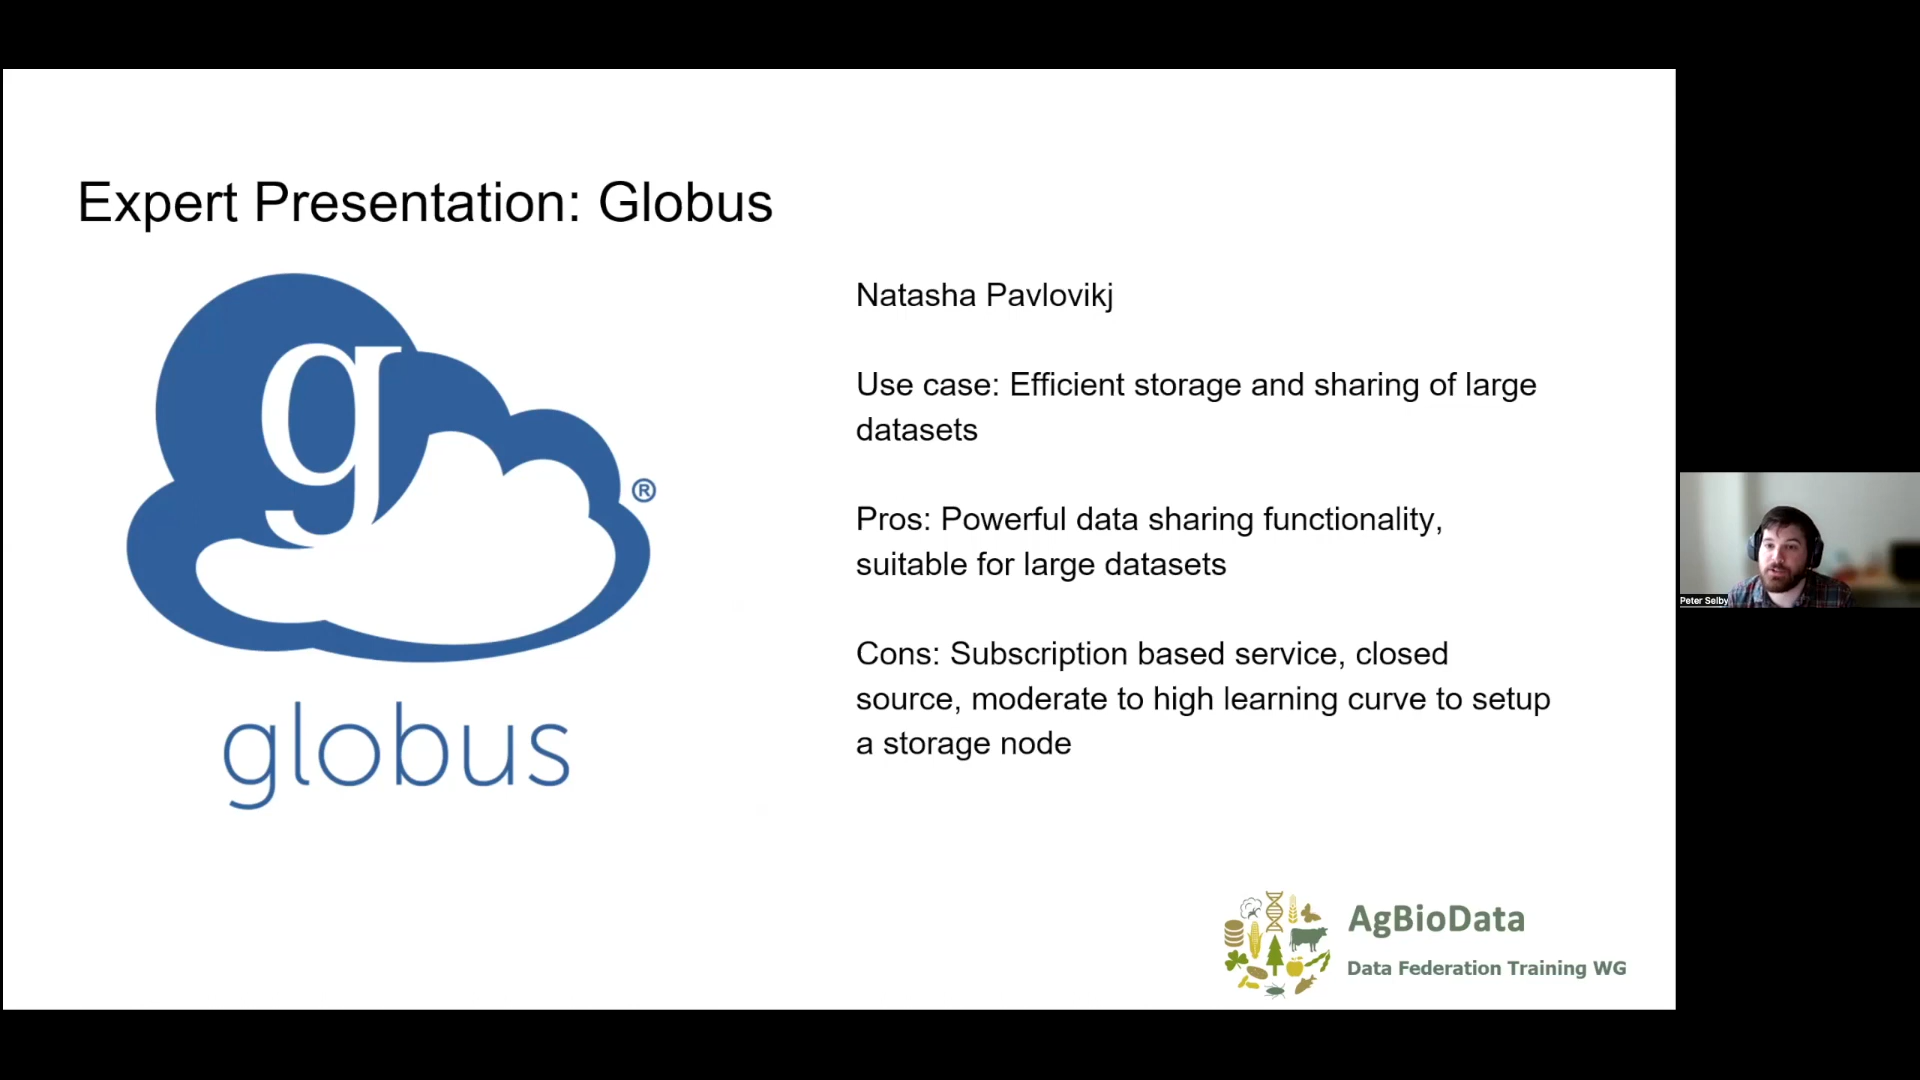 Expert Presentation: Globus
g
®
globus
Natasha Pavlovikj
Use case: Efficient storage and sharing of large
datasets
Pros: Powerful data sharing functionality,
suitable for large datasets
Cons: Subscription based service, closed
source, moderate to high learning curve to setup
a storage node
AgBioData
Data Federation Training WG
Peter Selby